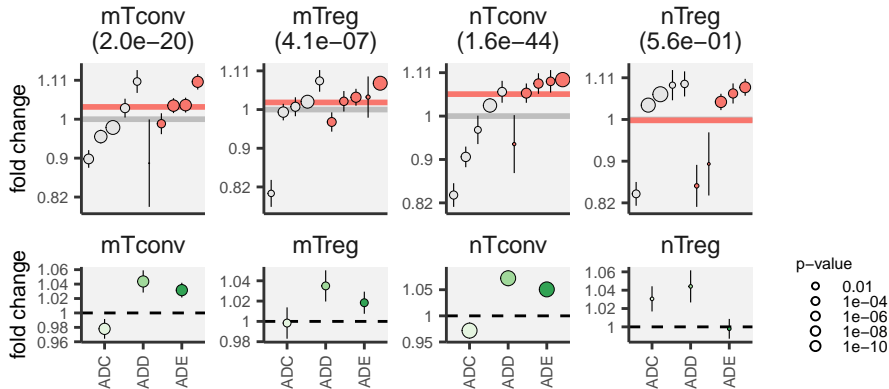 mTconv
(2.0e−20)
mTreg
(4.1e−07)
nTconv
(1.6e−44)
nTreg
(5.6e−01)
fold change
1.11
1
0.9
0.82
1.11
1
0.9
0.82
1.11
1
0.9
0.82
1.11
1
0.9
0.82
mTconv
mTreg
nTconv
nTreg
fold change
1.06
1.04
1.02
1
0.98
0.96
1.04
1.02
1
0.98
1.05
1
1.06
1.04
1.02
1
ADC
ADD
ADE
ADC
ADD
ADE
ADC
ADD
ADE
ADC
ADD
ADE
p−value
0.01
1e−04
1e−06
1e−08
1e−10